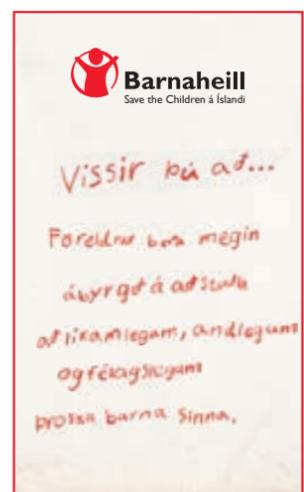 Barnaheill
Save the Children á Íslandi
Vissir þú að...
Foreldrar bera megin
ábyrgð á að stuðla
að líkamlegum, andlegum
og félagslegum
þroska barna sinna.